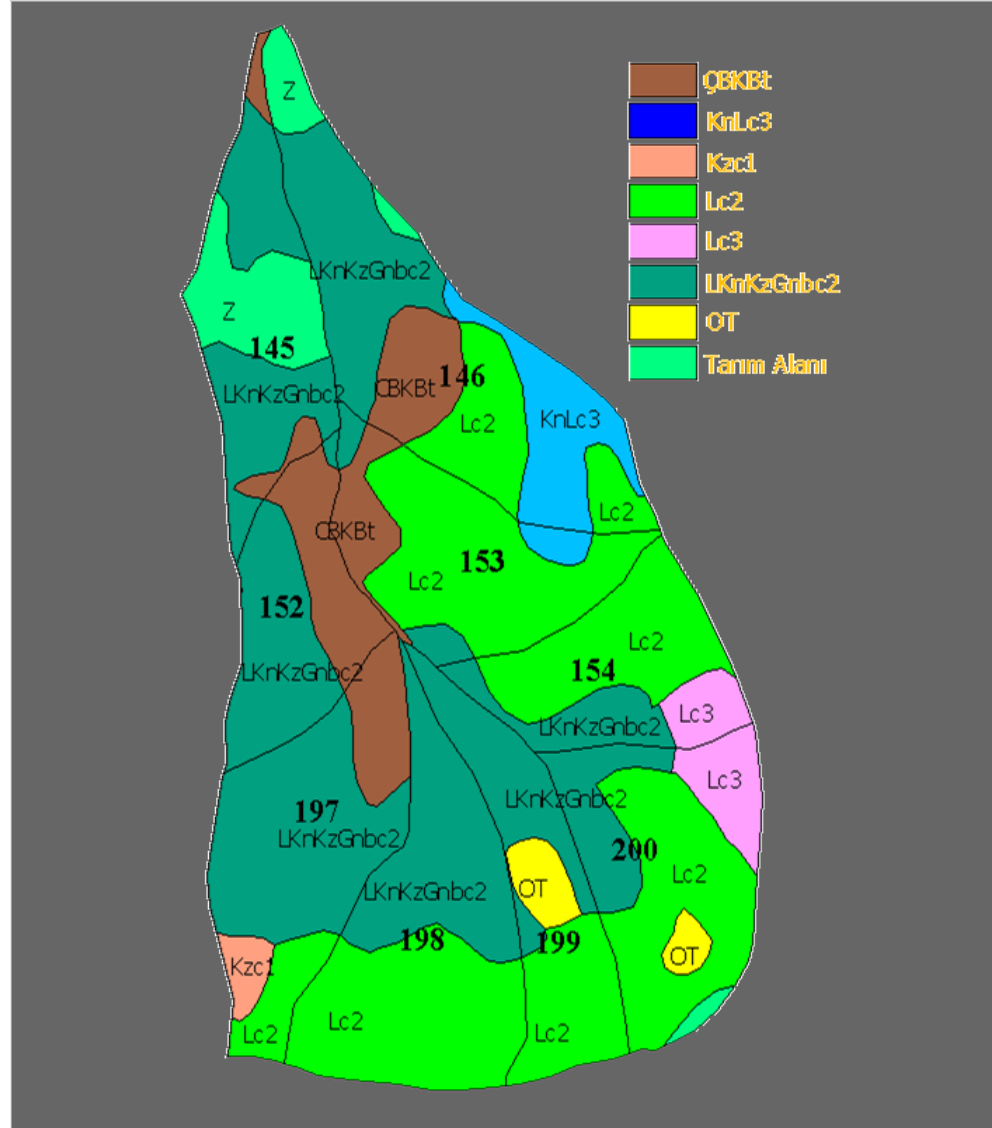 Z
ÇBKBt
KnLc3
Kzc1
Lc2
Lc3
LKnKzGnbc2
OT
Tarım Alanı
LKnKzGnbc2
Z
145
LKnKzGnbc2
ÇBKBt
146
Lc2
KnLc3
Lc2
ÇBKBt
153
Lc2
152
Lc2
154
LKnKzGnbc2
Lc3
LKnKzGnbc2
Lc3
LKnKzGnbc2
197
LKnKzGnbc2
200
Lc2
LKnKzGnbc2
OT
198
199
OT
Kzc1
Lc2
Lc2
Lc2